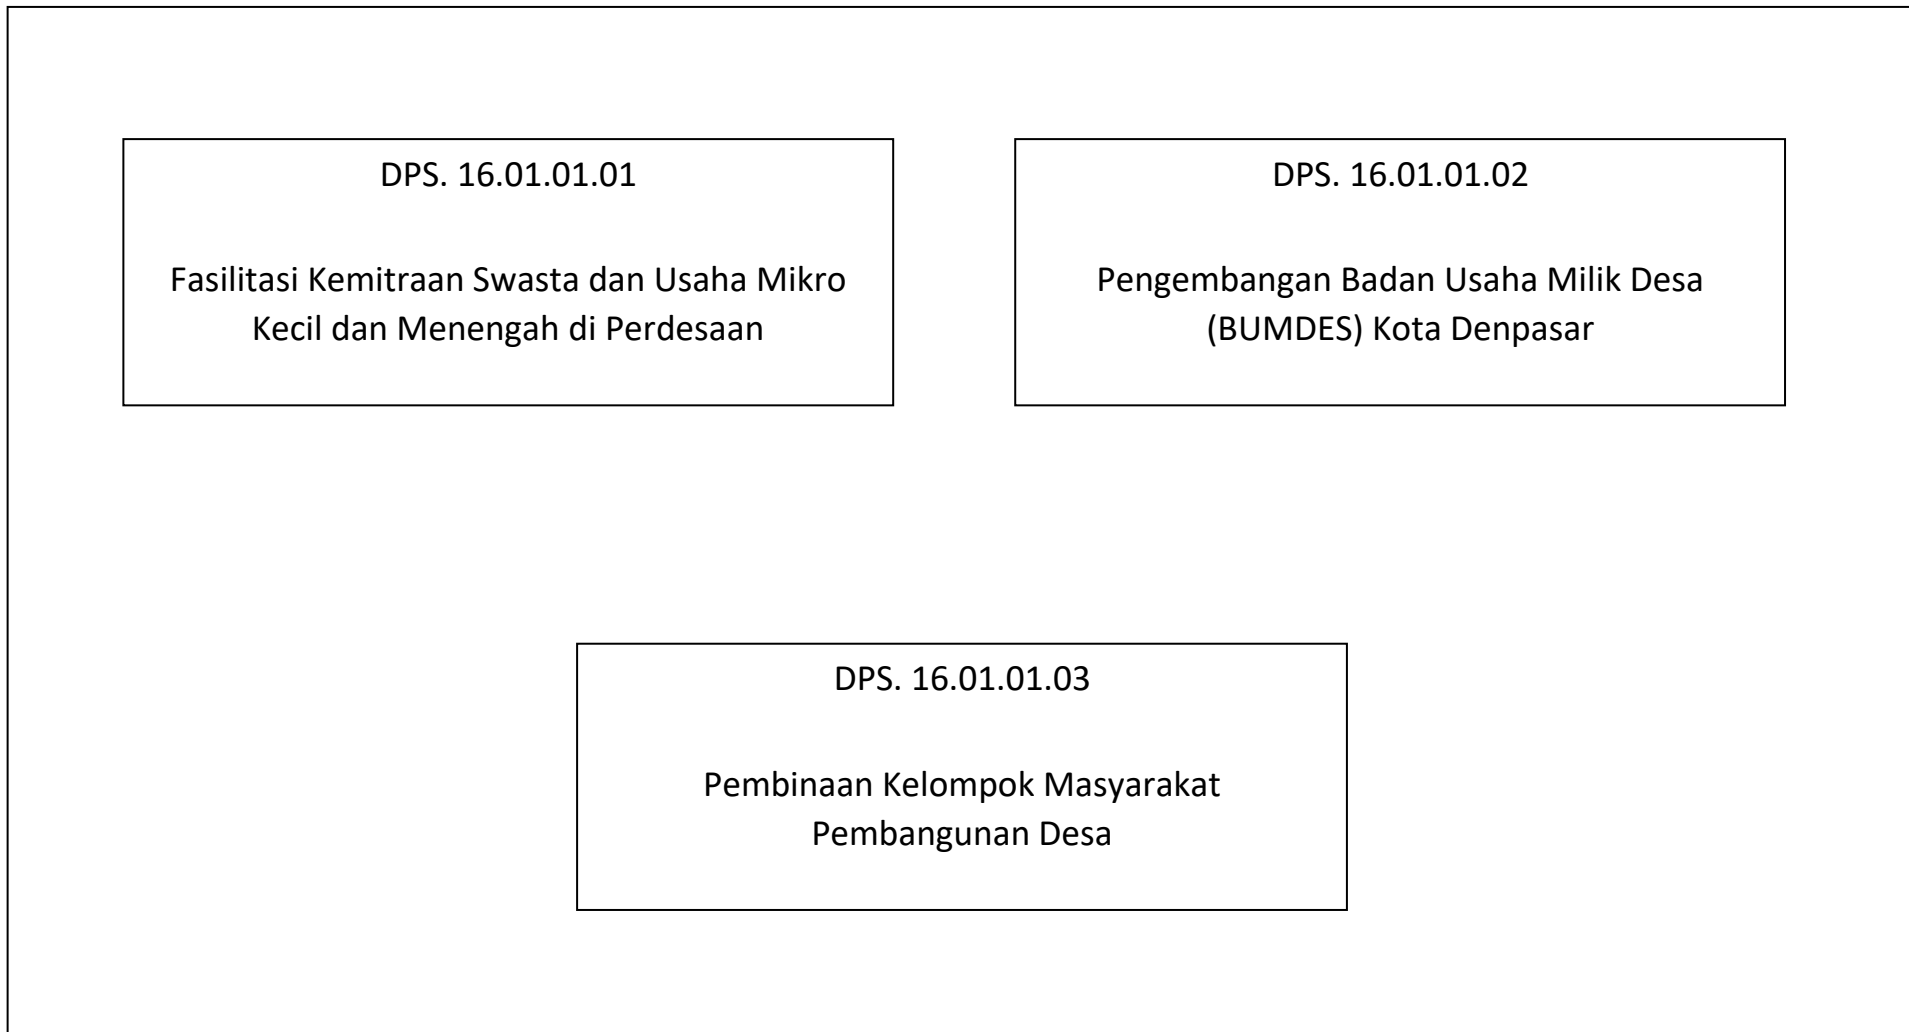 DPS. 16.01.01.01
Fasilitasi Kemitraan Swasta dan Usaha Mikro
Kecil dan Menengah di Perdesaan
DPS. 16.01.01.02
Pengembangan Badan Usaha Milik Desa
(BUMDES) Kota Denpasar
DPS. 16.01.01.03
Pembinaan Kelompok Masyarakat
Pembangunan Desa